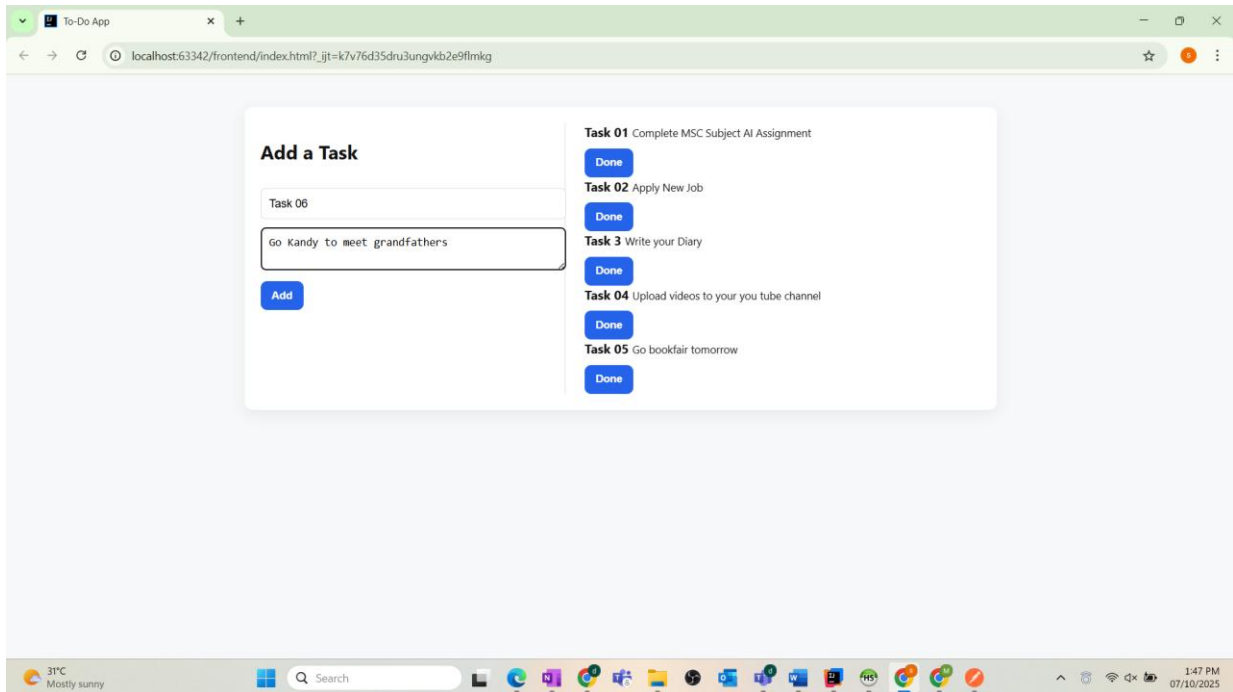 To-Do App
localhost:63342/frontend/index.html?_ijt=k7v76d35dru3ungvkb2e9flmkg
Add a Task
Task 06
Go Kandy to meet grandfathers
Add
Task 01 Complete MSC Subject AI Assignment
Done
Task 02 Apply New Job
Done
Task 3 Write your Diary
Done
Task 04 Upload videos to your you tube channel
Done
Task 05 Go bookfair tomorrow
Done
31°C
Mostly sunny
Search
1:47 PM
07/10/2025